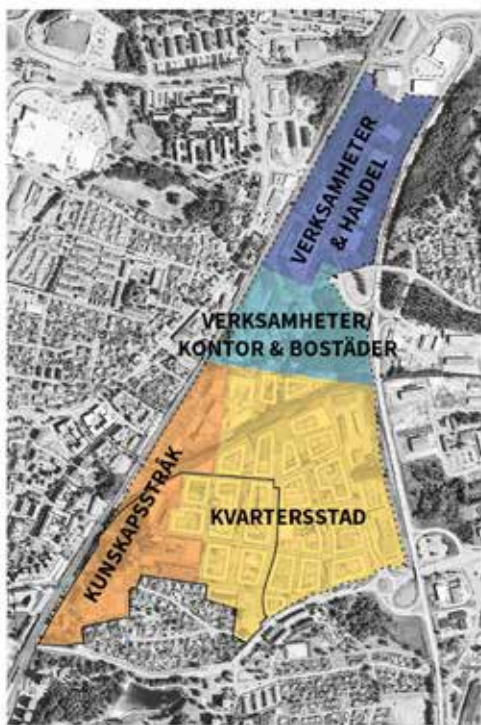 VERKSAMHETER
& HANDEL
VERKSAMHETER/
KONTOR & BOSTÄDER
KUNSKAPSSTRÅK
KVARTERSSTAD